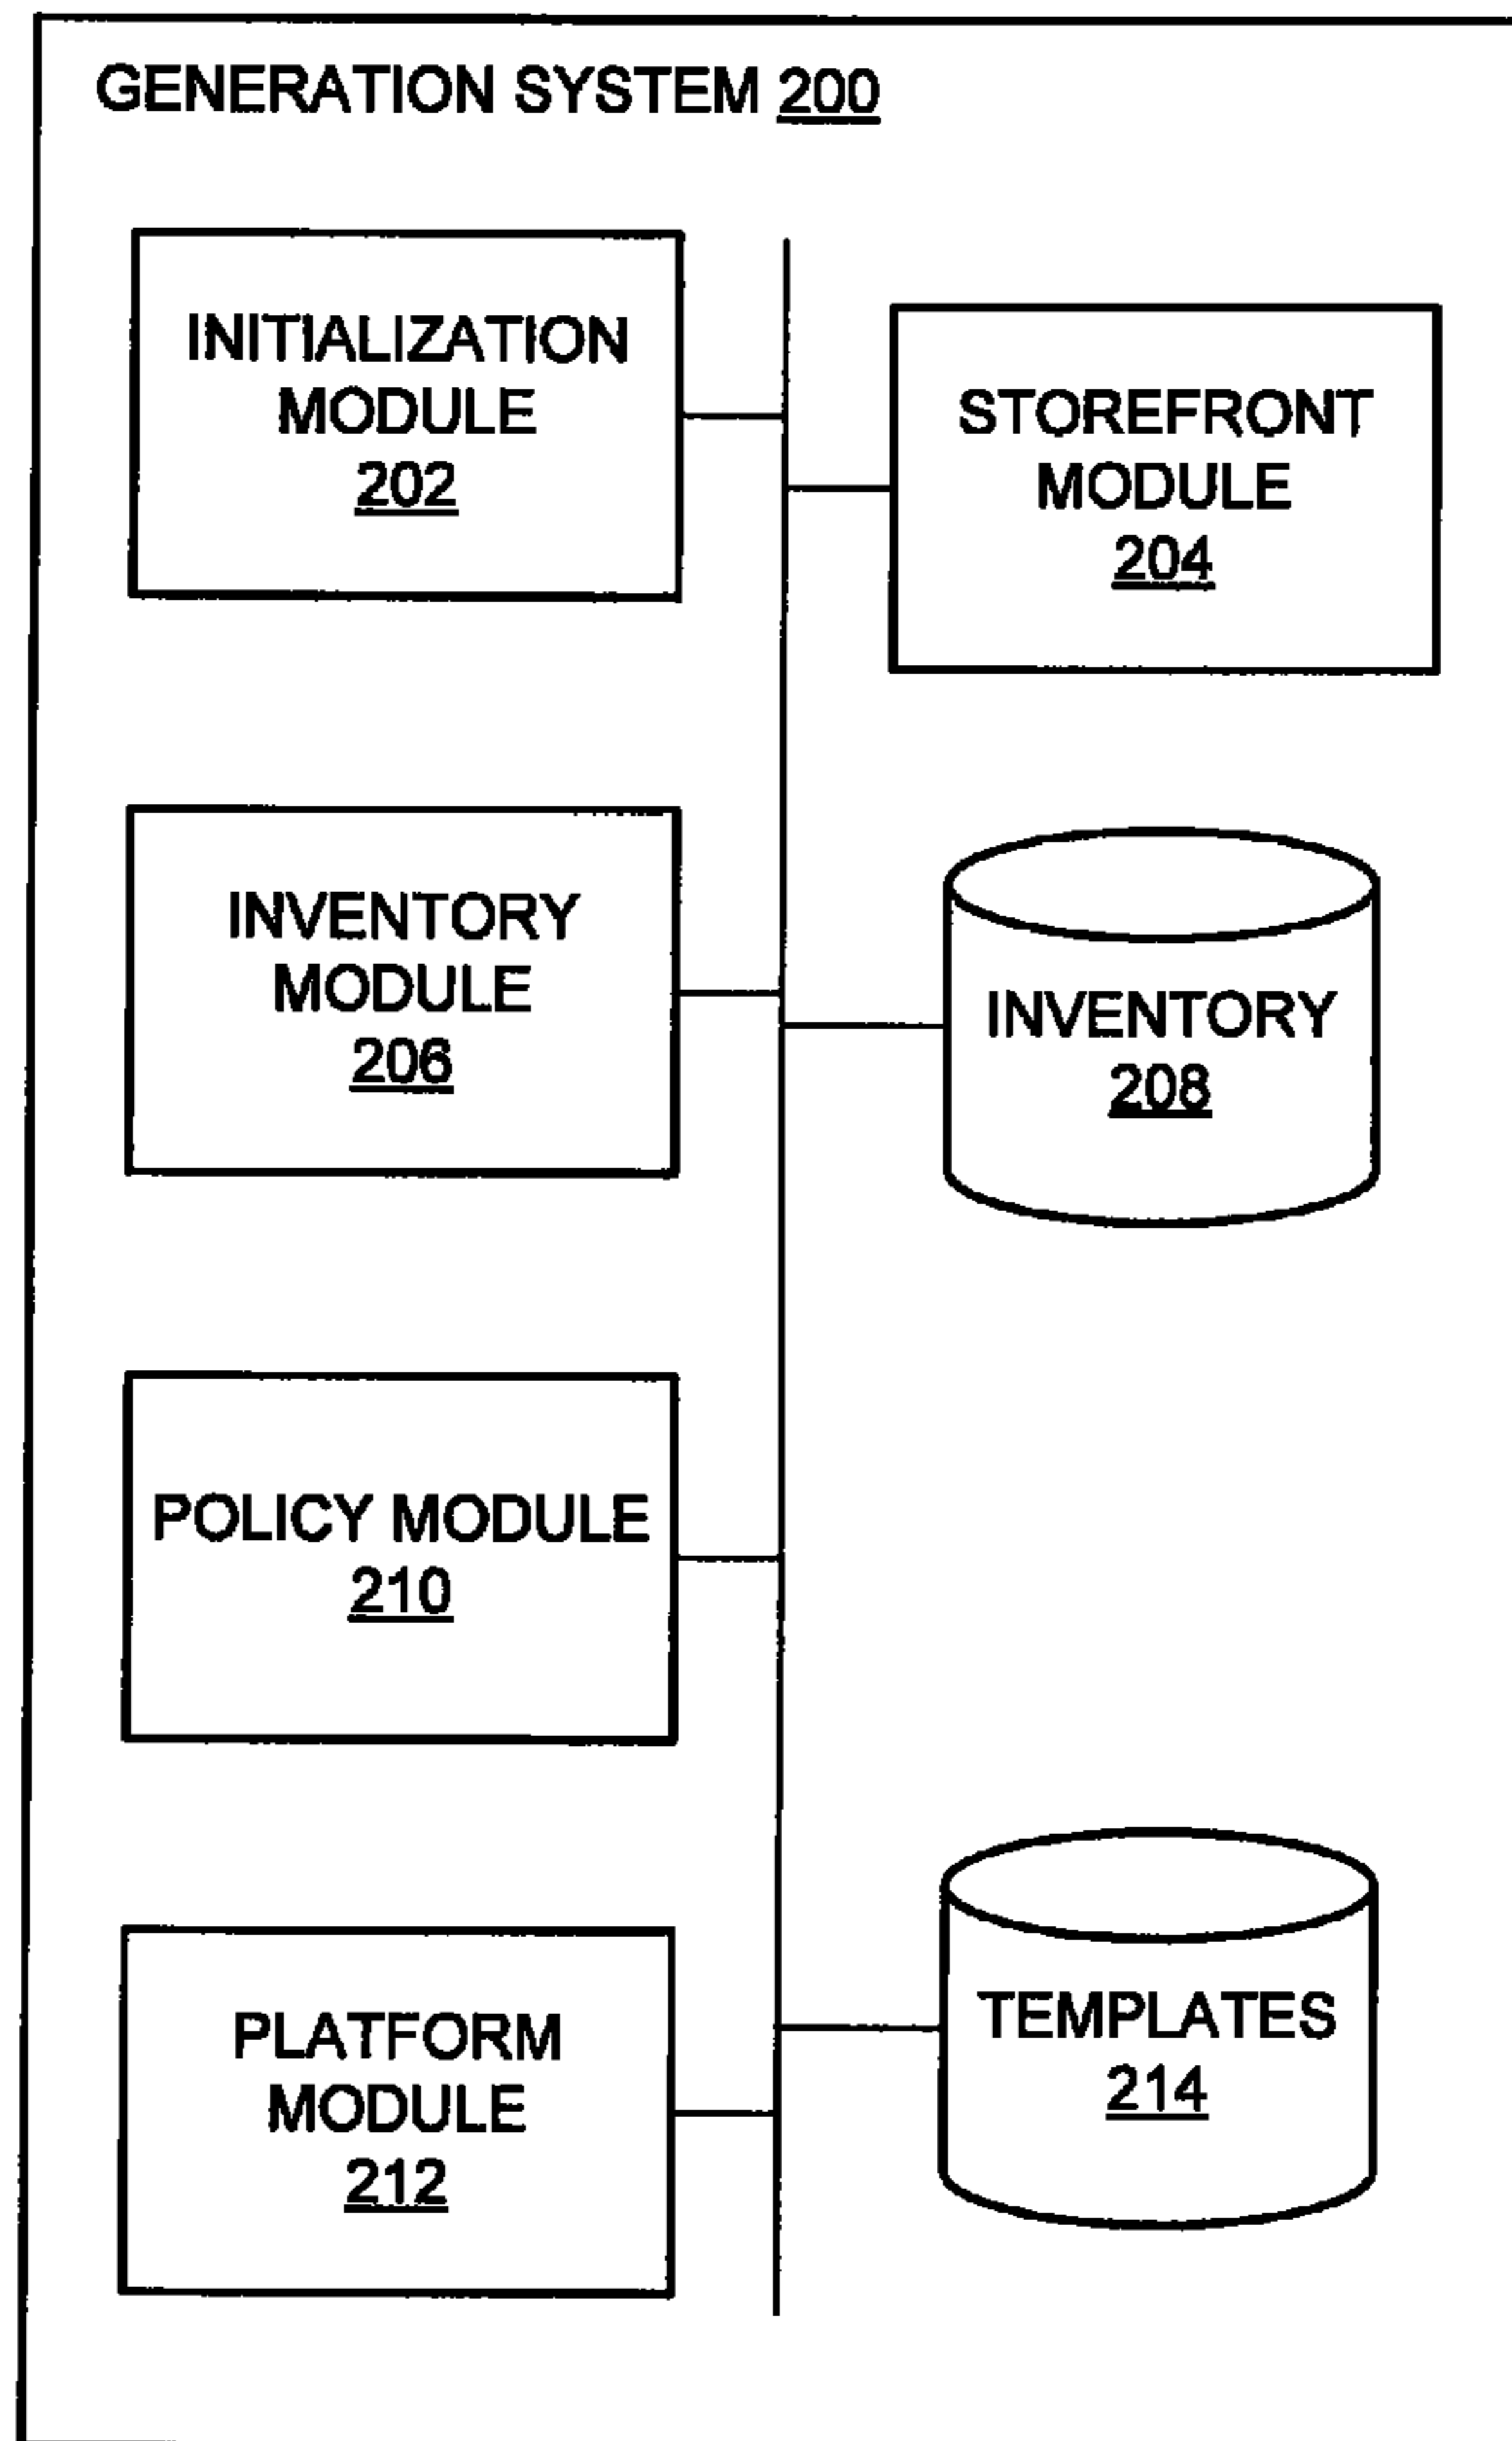 GENERATION SYSTEM 200
INITIALIZATION
MODULE
202
STOREFRONT
MODULE
204
INVENTORY
MODULE
206
INVENTORY
208
POLICY MODULE
210
PLATFORM
MODULE
212
TEMPLATES
214